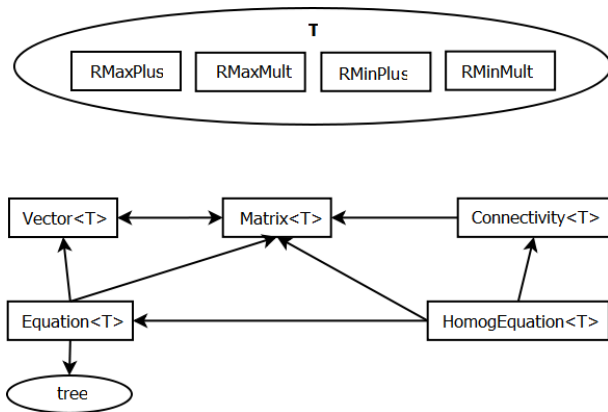 T
RMaxPlus RMaxMult RMinPlus RMinMult
Vector<T> Matrix<T> Connectivity<T>
Equation<T> HomogEquation<T>
tree